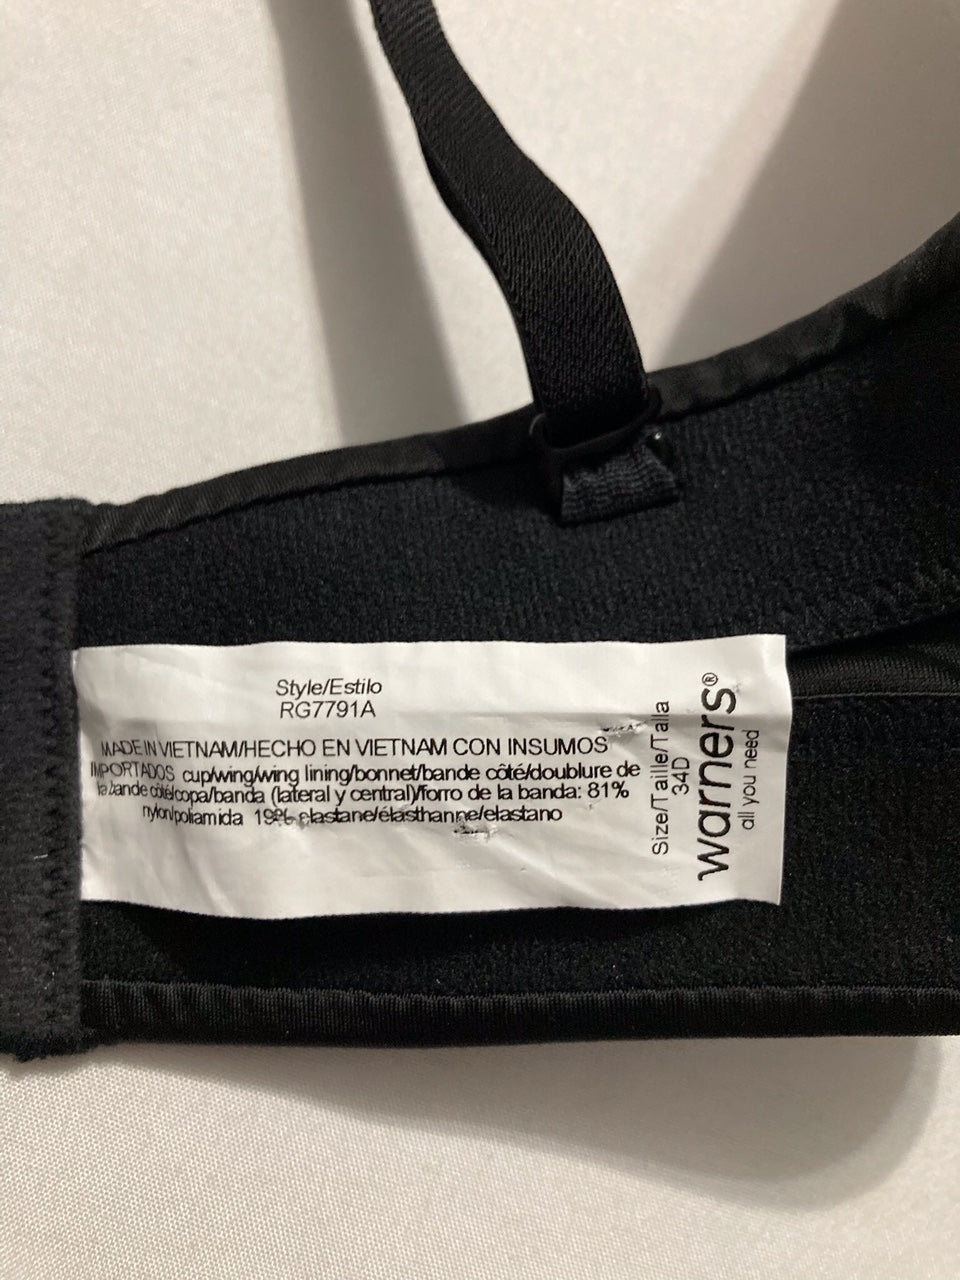 Style/Estilo
RG7791A
MADE IN VIETNAM/HECHO EN VIETNAM CON INSUMOS
IMPORTADOS cup/wing/wing lining/bonnet/bande côté/doublure de
la bande côté/copa/banda (lateral y central)/forro de la banda: 81%
nylon/poliamida 19% elastane/élasthanne/elastano
Size/Taille/Talla
34D
warners®
all you need